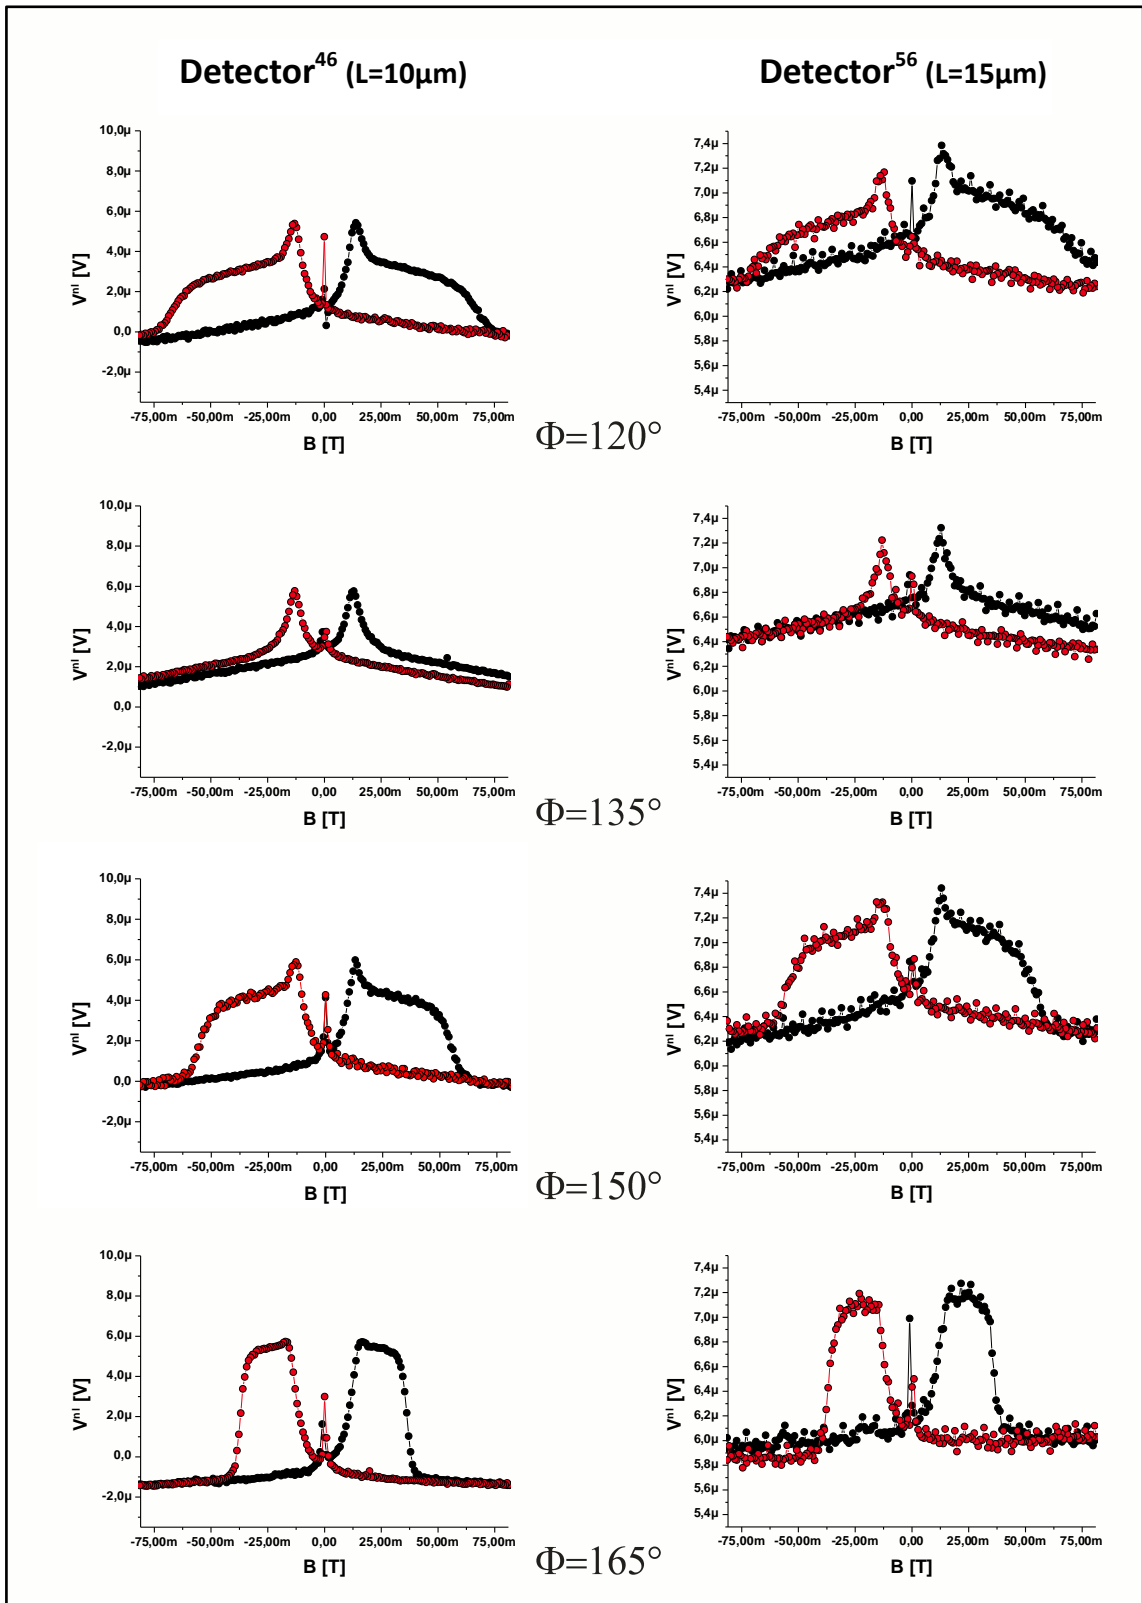 Detector46 (L=10µm)
Detector56 (L=15µm)
10,0µ
8,0µ
6,0µ
4,0µ
2,0µ
0,0
-2,0µ
Vⁿˡ [V]
-75,00m -50,00m -25,00m 0,00 25,00m 50,00m 75,00m
B [T]
7,4µ
7,2µ
7,0µ
6,8µ
6,6µ
6,4µ
6,2µ
6,0µ
5,8µ
5,6µ
5,4µ
Vⁿˡ [V]
-75,00m -50,00m -25,00m 0,00 25,00m 50,00m 75,00m
B [T]
Φ=120°
10,0µ
8,0µ
6,0µ
4,0µ
2,0µ
0,0
-2,0µ
Vⁿˡ [V]
-75,00m -50,00m -25,00m 0,00 25,00m 50,00m 75,00m
B [T]
7,4µ
7,2µ
7,0µ
6,8µ
6,6µ
6,4µ
6,2µ
6,0µ
5,8µ
5,6µ
5,4µ
Vⁿˡ [V]
-75,00m -50,00m -25,00m 0,00 25,00m 50,00m 75,00m
B [T]
Φ=135°
10,0µ
8,0µ
6,0µ
4,0µ
2,0µ
0,0
-2,0µ
Vⁿˡ [V]
-75,00m -50,00m -25,00m 0,00 25,00m 50,00m 75,00m
B [T]
7,4µ
7,2µ
7,0µ
6,8µ
6,6µ
6,4µ
6,2µ
6,0µ
5,8µ
5,6µ
5,4µ
Vⁿˡ [V]
-75,00m -50,00m -25,00m 0,00 25,00m 50,00m 75,00m
B [T]
Φ=150°
10,0µ
8,0µ
6,0µ
4,0µ
2,0µ
0,0
-2,0µ
Vⁿˡ [V]
-75,00m -50,00m -25,00m 0,00 25,00m 50,00m 75,00m
B [T]
7,4µ
7,2µ
7,0µ
6,8µ
6,6µ
6,4µ
6,2µ
6,0µ
5,8µ
5,6µ
5,4µ
Vⁿˡ [V]
-75,00m -50,00m -25,00m 0,00 25,00m 50,00m 75,00m
B [T]
Φ=165°